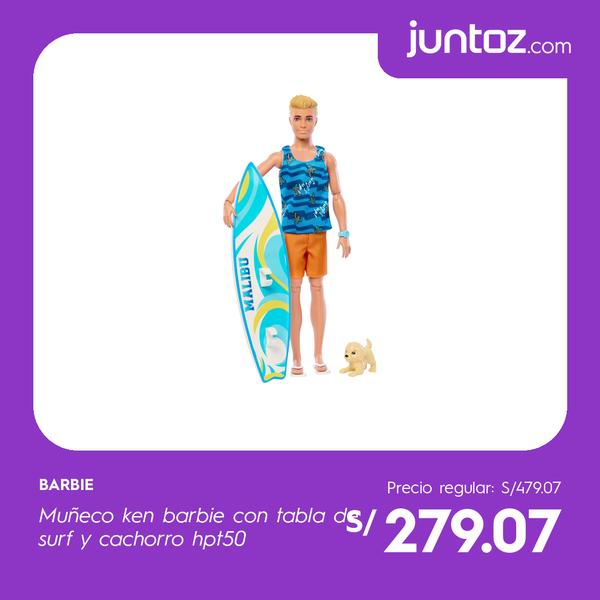 juntoz.com
MALIBU
BARBIE
Precio regular: S/479.07
Muñeco ken barbie con tabla de
surf y cachorro hpt50
S/ 279.07